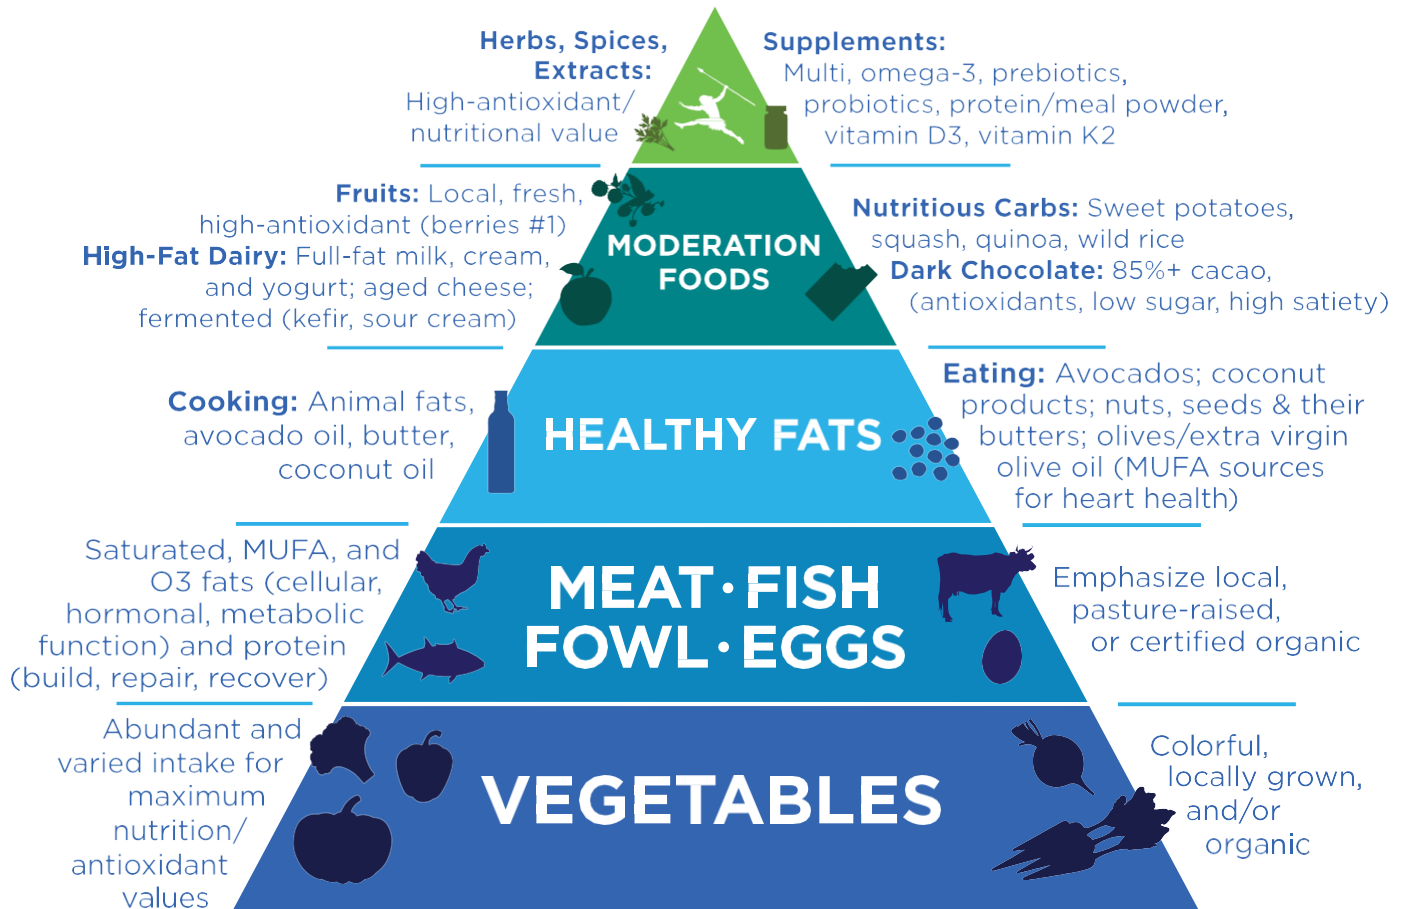 Herbs, Spices,
Extracts:
High-antioxidant/
nutritional value
Supplements:
Multi, omega-3, prebiotics,
probiotics, protein/meal powder,
vitamin D3, vitamin K2
Fruits: Local, fresh,
high-antioxidant (berries #1)
High-Fat Dairy: Full-fat milk, cream,
and yogurt; aged cheese;
fermented (kefir, sour cream)
MODERATION
FOODS
Nutritious Carbs: Sweet potatoes,
squash, quinoa, wild rice
Dark Chocolate: 85%+ cacao,
(antioxidants, low sugar, high satiety)
Cooking: Animal fats,
avocado oil, butter,
coconut oil
HEALTHY FATS
Eating: Avocados; coconut
products; nuts, seeds & their
butters; olives/extra virgin
olive oil (MUFA sources
for heart health)
Saturated, MUFA, and
O3 fats (cellular,
hormonal, metabolic
function) and protein
(build, repair, recover)
MEAT · FISH
FOWL · EGGS
Emphasize local,
pasture-raised,
or certified organic
Abundant and
varied intake for
maximum
nutrition/
antioxidant
values
VEGETABLES
Colorful,
locally grown,
and/or
organic